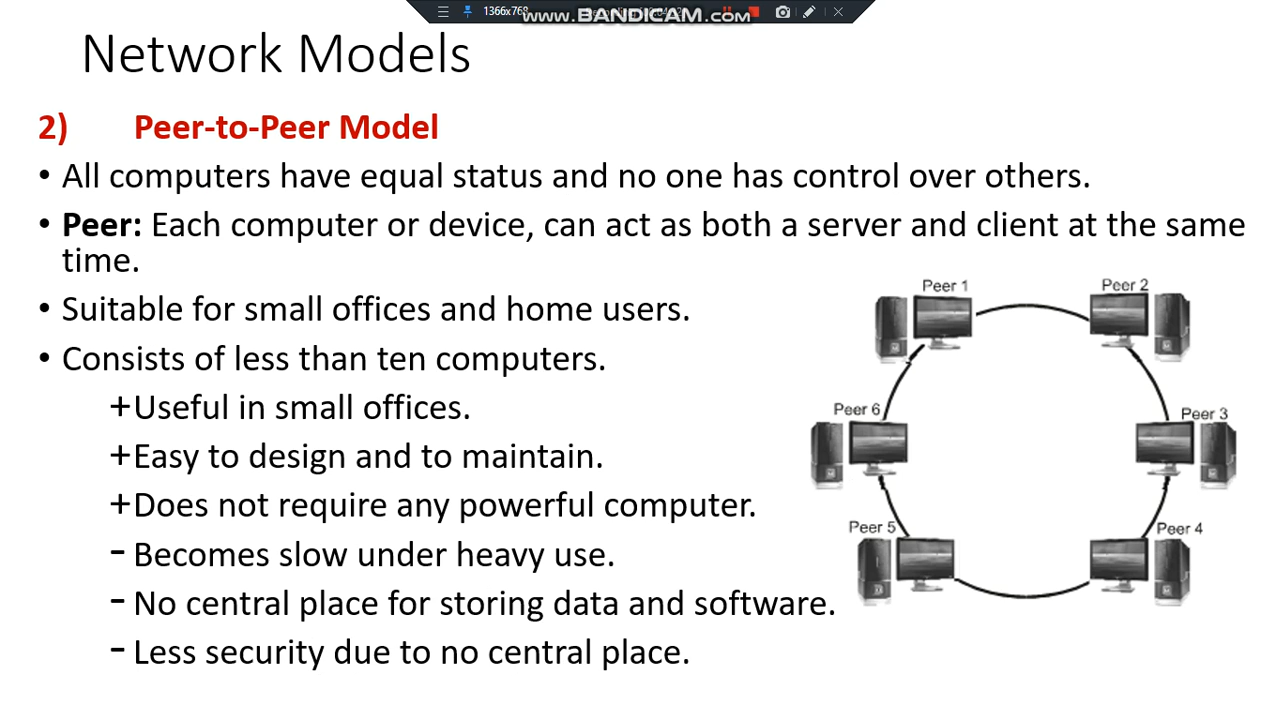 1366x768
www.BANDICAM.com
Network Models
2) Peer-to-Peer Model
• All computers have equal status and no one has control over others.
• Peer: Each computer or device, can act as both a server and client at the same
time.
• Suitable for small offices and home users.
• Consists of less than ten computers.
+Useful in small offices.
+Easy to design and to maintain.
+Does not require any powerful computer.
- Becomes slow under heavy use.
- No central place for storing data and software.
- Less security due to no central place.
Peer 1
Peer 2
Peer 6
Peer 3
Peer 5
Peer 4